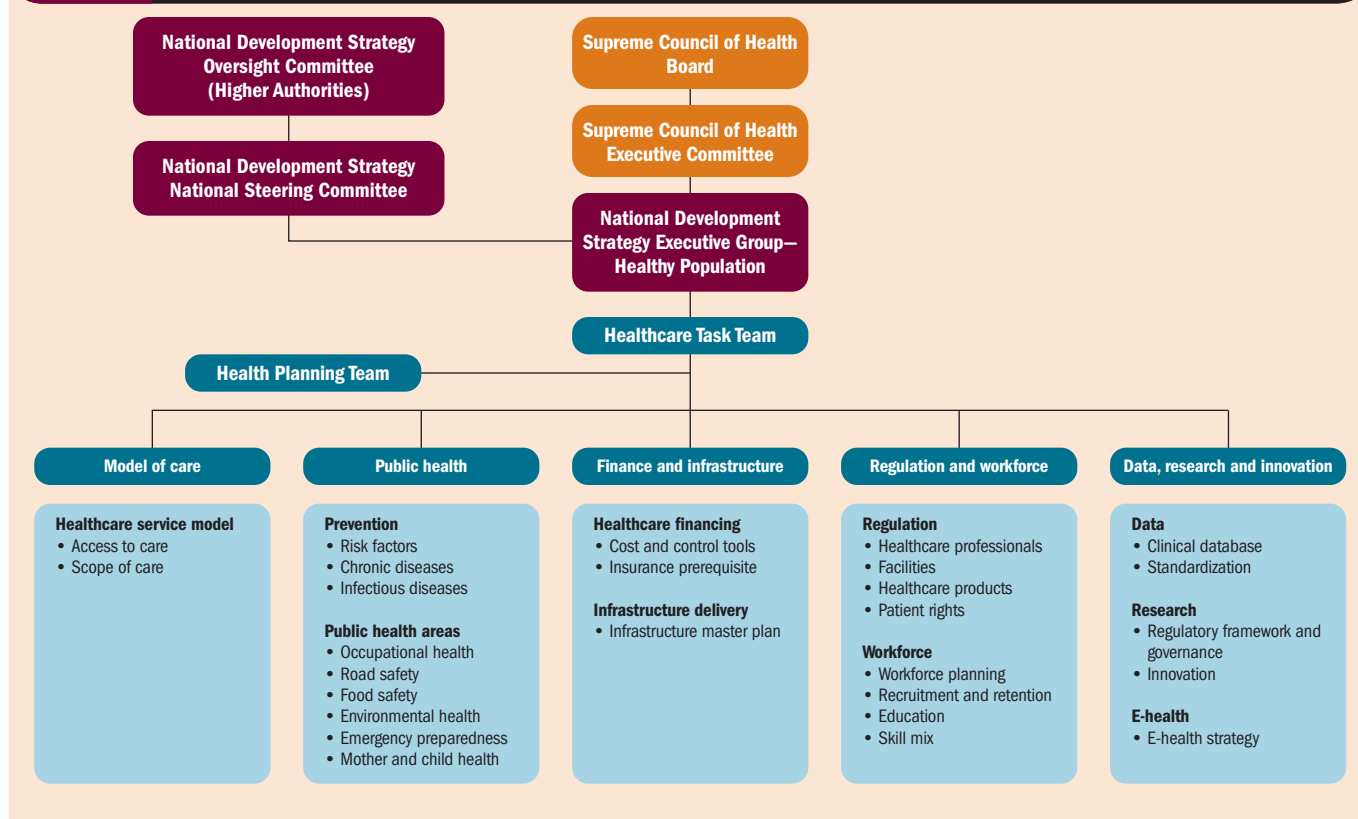 National Development Strategy
Oversight Committee
(Higher Authorities)
Supreme Council of Health
Board
Supreme Council of Health
Executive Committee
National Development Strategy
National Steering Committee
National Development
Strategy Executive Group—
Healthy Population
Healthcare Task Team
Health Planning Team
Model of care
Public health
Finance and infrastructure
Regulation and workforce
Data, research and innovation
Healthcare service model
• Access to care
• Scope of care
Prevention
• Risk factors
• Chronic diseases
• Infectious diseases
Public health areas
• Occupational health
• Road safety
• Food safety
• Environmental health
• Emergency preparedness
• Mother and child health
Healthcare financing
• Cost and control tools
• Insurance prerequisite
Infrastructure delivery
• Infrastructure master plan
Regulation
• Healthcare professionals
• Facilities
• Healthcare products
• Patient rights
Workforce
• Workforce planning
• Recruitment and retention
• Education
• Skill mix
Data
• Clinical database
• Standardization
Research
• Regulatory framework and
governance
• Innovation
E-health
• E-health strategy